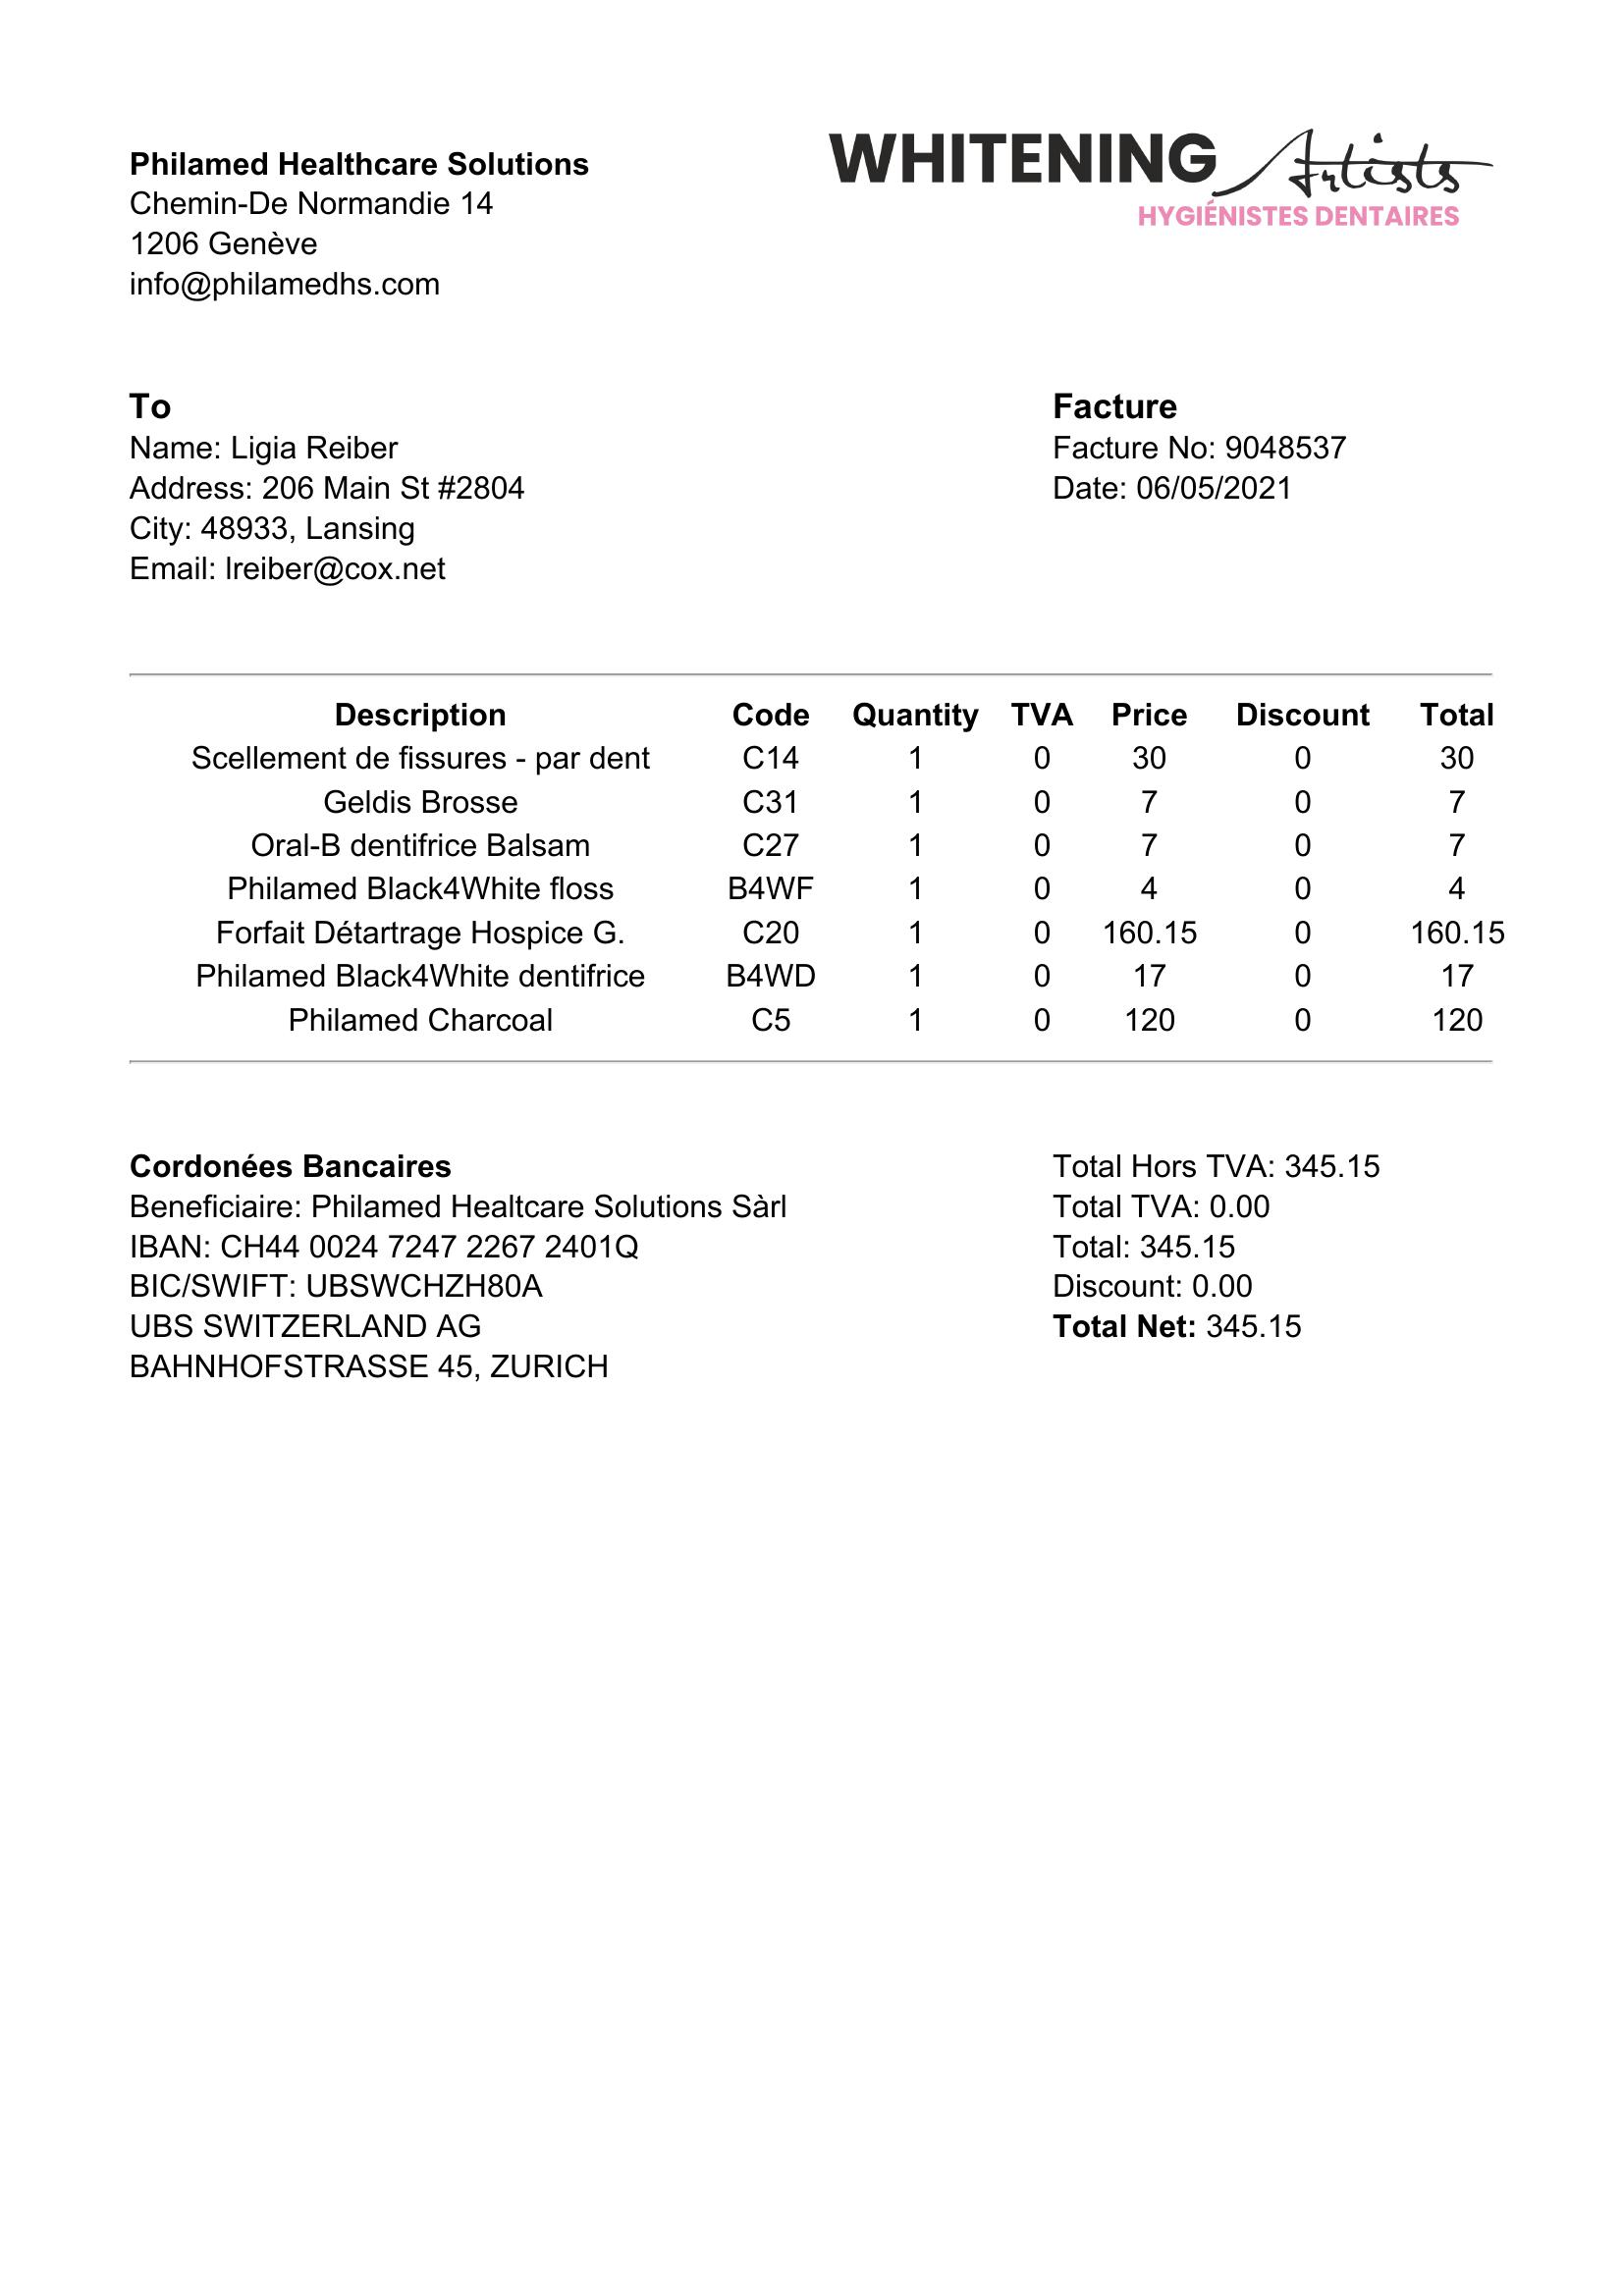 Philamed Healthcare Solutions
Chemin-De Normandie 14
1206 Genève
info@philamedhs.com
WHITENING Artists
HYGIÉNISTES DENTAIRES
To
Name: Ligia Reiber
Address: 206 Main St #2804
City: 48933, Lansing
Email: lreiber@cox.net
Facture
Facture No: 9048537
Date: 06/05/2021
Description Code Quantity TVA Price Discount Total
Scellement de fissures - par dent C14 1 0 30 0 30
Geldis Brosse C31 1 0 7 0 7
Oral-B dentifrice Balsam C27 1 0 7 0 7
Philamed Black4White floss B4WF 1 0 4 0 4
Forfait Détartrage Hospice G. C20 1 0 160.15 0 160.15
Philamed Black4White dentifrice B4WD 1 0 17 0 17
Philamed Charcoal C5 1 0 120 0 120
Cordonées Bancaires
Beneficiaire: Philamed Healtcare Solutions Sàrl
IBAN: CH44 0024 7247 2267 2401Q
BIC/SWIFT: UBSWCHZH80A
UBS SWITZERLAND AG
BAHNHOFSTRASSE 45, ZURICH
Total Hors TVA: 345.15
Total TVA: 0.00
Total: 345.15
Discount: 0.00
Total Net: 345.15